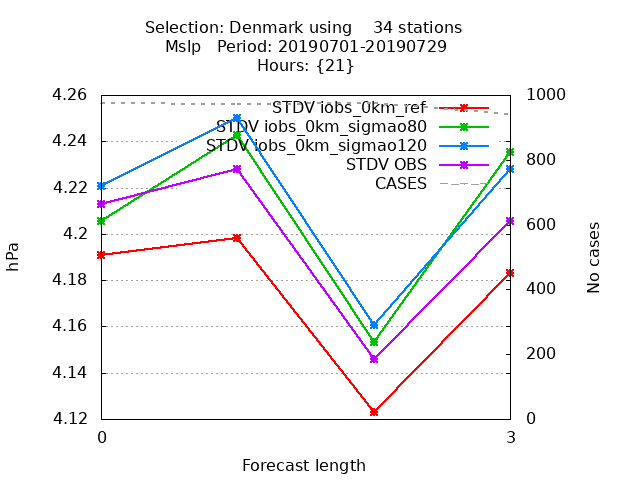 Selection: Denmark using    34 stations
Mslp   Period: 20190701-20190729
Hours: {21}
4.26
4.24
4.22
4.2
4.18
4.16
4.14
4.12
hPa
1000
800
600
400
200
0
No cases
STDV iobs_0km_ref
STDV iobs_0km_sigmao80
STDV iobs_0km_sigmao120
STDV OBS
CASES
0
3
Forecast length